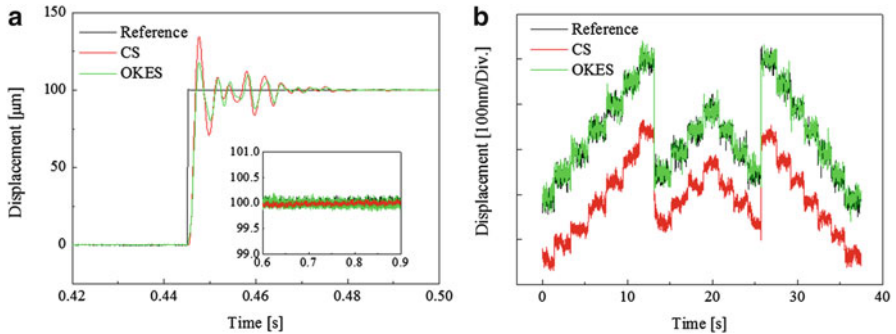 a
Reference
CS
OKES
Displacement [µm]
150
100
50
0
101.0
100.5
100.0
99.5
99.0
0.6 0.7 0.8 0.9
0.42 0.44 0.46 0.48 0.50
Time [s]
b
Reference
CS
OKES
Displacement [100nm/Div.]
0 10 20 30 40
Time [s]